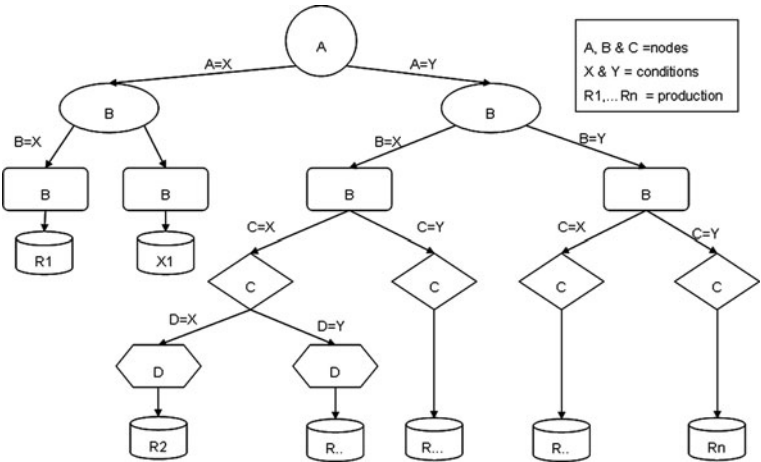 A
A, B & C =nodes
X & Y = conditions
R1,... Rn = production
A=X
A=Y
B
B
B=X
B=X
B=Y
B
B
B
B
C=X
C=Y
C=X
C=Y
R1
X1
C
C
C
C
D=X
D=Y
D
D
R2
R..
R...
R..
Rn